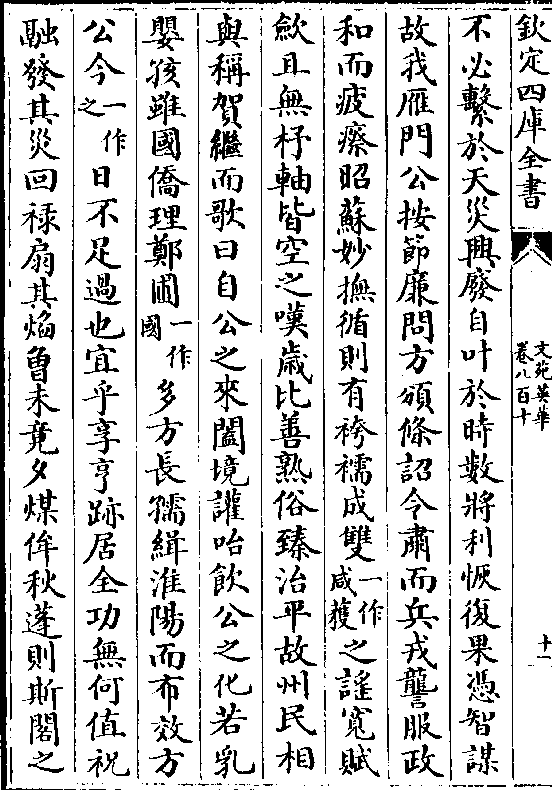 欽定四庫全書
文苑英華
卷八百十
十一
不必繫於天災興廢自叶於時數將利恢復果憑智謀
故我雁門公按節廉問方頒條詔令肅而兵戎讋服政
和而疲瘵昭蘇妙撫循則有袴襦成雙一作咸獲之謡寛賦
歛且無杼軸皆空之嘆歲比善熟俗臻治平故州民相
與稱賀繼而歌曰自公之來闔境讙咍飲公之化若乳
嬰孩雖國僑理鄭圃一作國多方長孺緝淮陽而布效方
公今一作之日不足過也宜乎享亨跡居全功無何值祝
融發其災回禄扇其焰曾未竟夕煤侔秋蓬則斯閣之